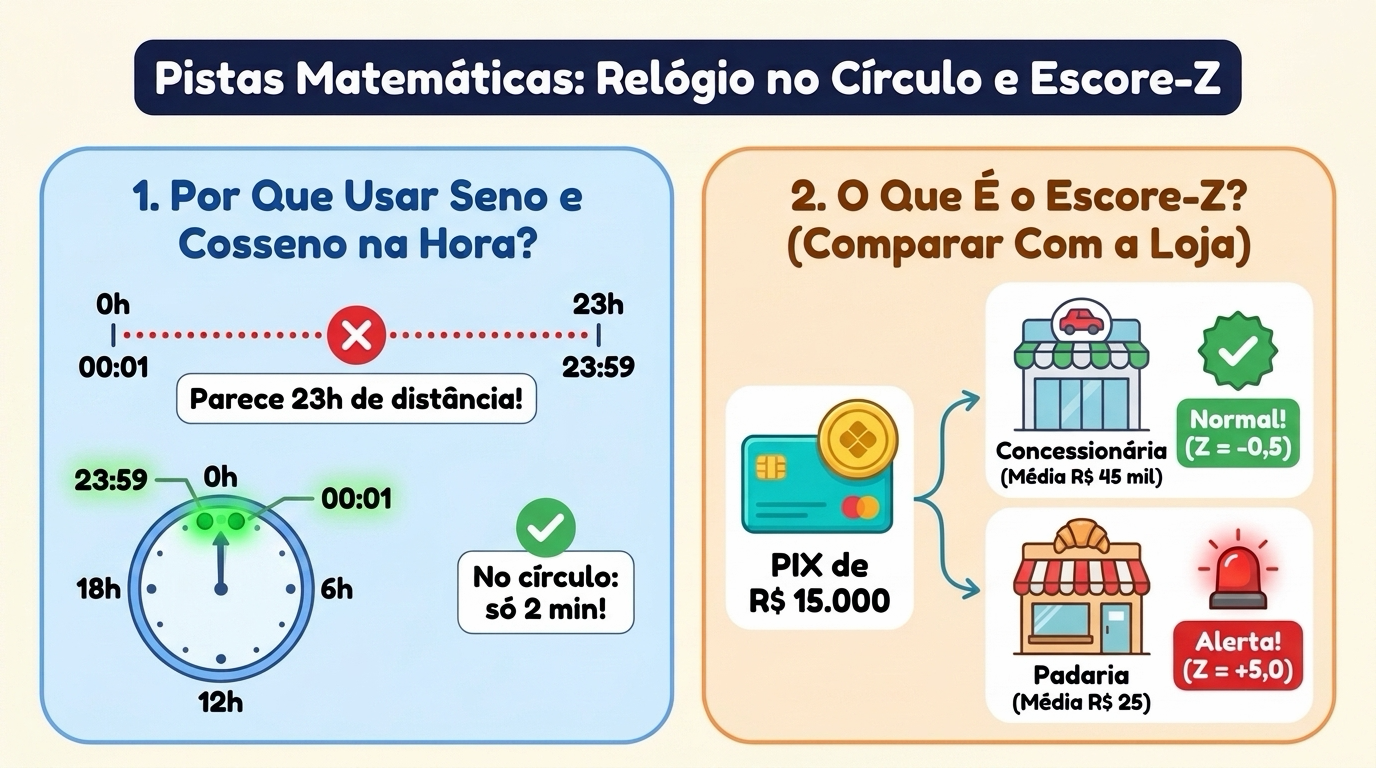 Pistas Matemáticas: Relógio no Círculo e Escore-Z
1. Por Que Usar Seno e
Cosseno na Hora?
0h
23h
00:01
23:59
Parece 23h de distância!
23:59
0h
00:01
18h
6h
12h
No círculo:
só 2 min!
2. O Que É o Escore-Z?
(Comparar Com a Loja)
PIX de
R$ 15.000
Concessionária
(Média R$ 45 mil)
Normal!
(Z = -0,5)
Padaria
(Média R$ 25)
Alerta!
(Z = +5,0)